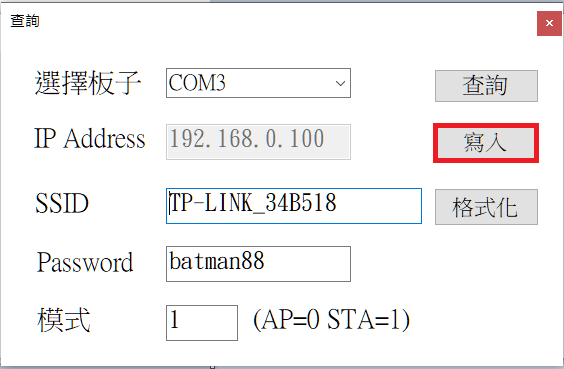 查詢
選擇板子 COM3 查詢
IP Address 192.168.0.100 寫入
SSID TP-LINK_34B518 格式化
Password batman88
模式 1 (AP=0 STA=1)